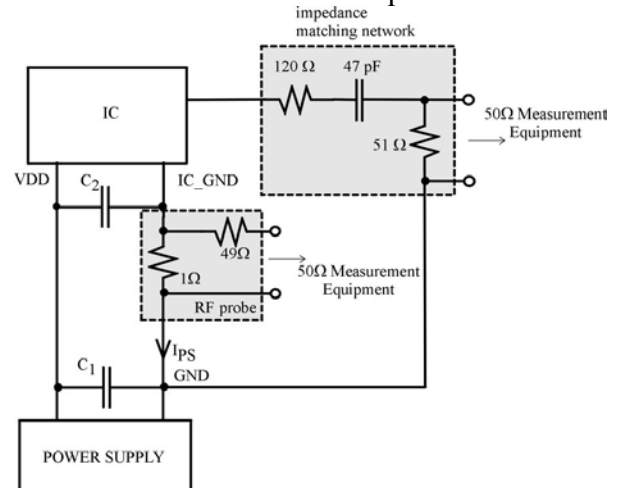 impedance
matching network
120 Ω 47 pF
IC
51 Ω
50Ω Measurement
Equipment
VDD C2 IC_GND
49Ω
1Ω
50Ω Measurement
Equipment
RF probe
IPS
C1 GND
POWER SUPPLY